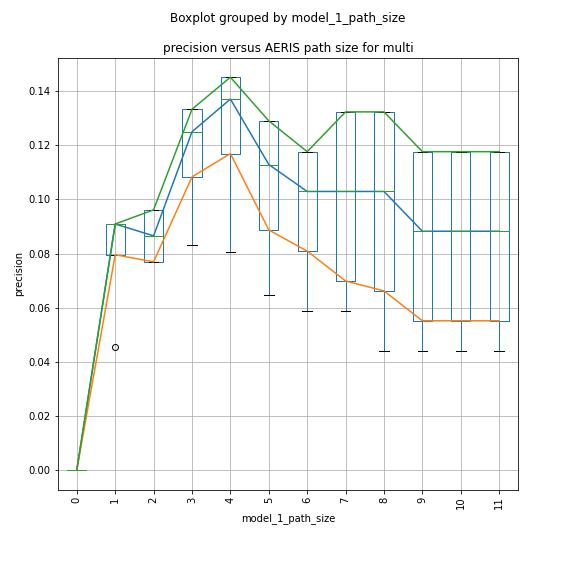 Boxplot grouped by model_1_path_size
precision versus AERIS path size for multi
0.14
0.12
0.10
0.08
0.06
0.04
0.02
0.00
precision
0 1 2 3 4 5 6 7 8 9 10 11
model_1_path_size